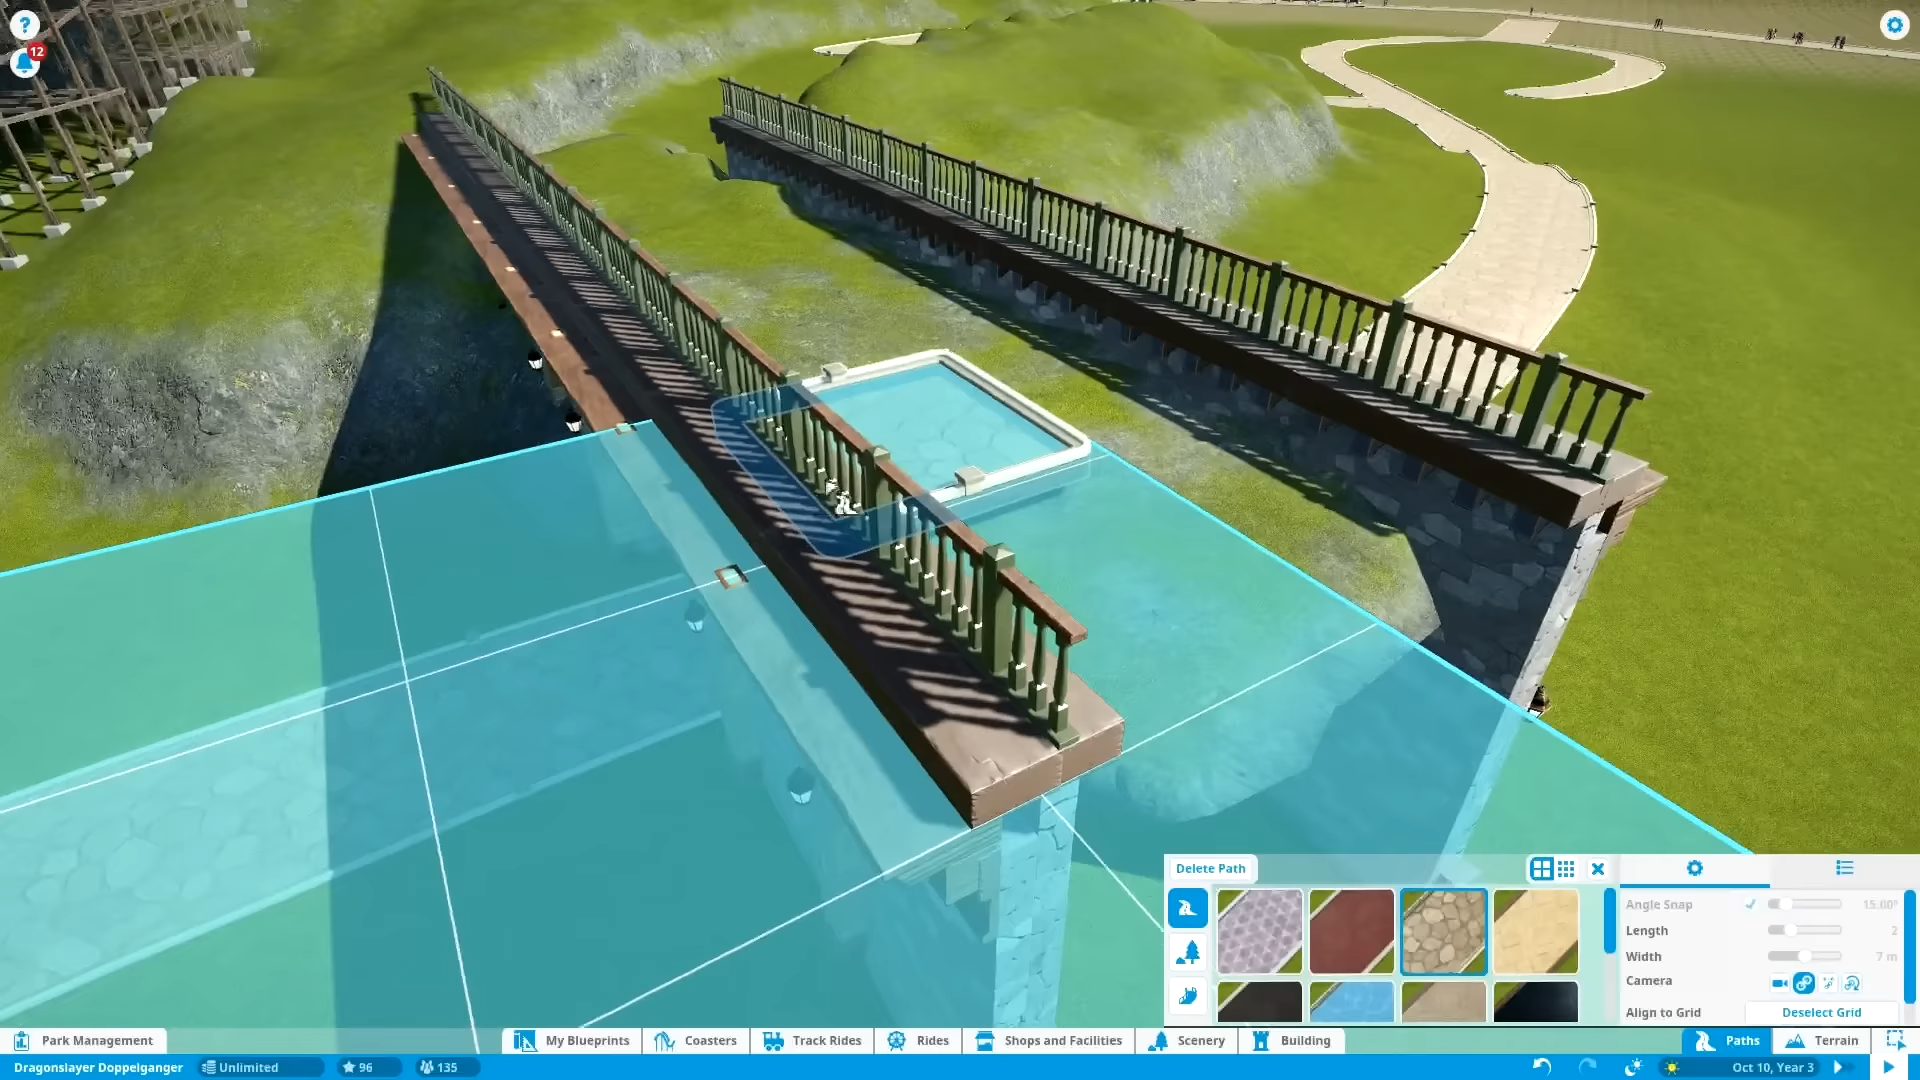 ?
12
Delete Path
Angle Snap 15.00°
Length 2
Width 7 m
Camera
Align to Grid Deselect Grid
Park Management My Blueprints Coasters Track Rides Rides Shops and Facilities Scenery Building Paths Terrain
Dragonslayer Doppelganger Unlimited 96 135 Oct 10, Year 3